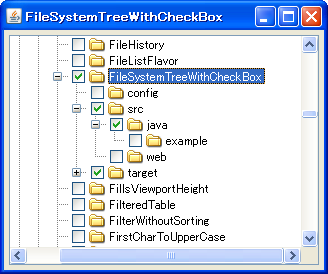 FileSystemTreeWithCheckBox
FileHistory
FileListFlavor
FileSystemTreeWithCheckBox
config
src
java
example
web
target
FillsViewportHeight
FilteredTable
FilterWithoutSorting
FirstCharToUpperCase